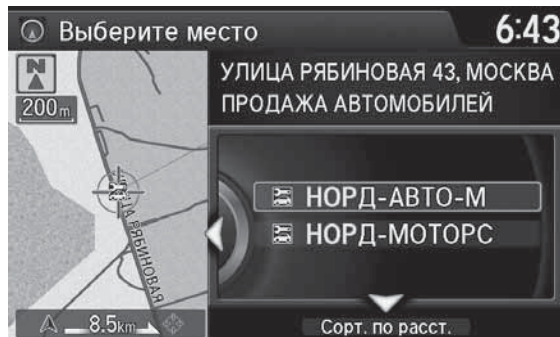 Выберите место
6:43
N
200m
УЛИЦА РЯБИНОВАЯ 43, МОСКВА
ПРОДАЖА АВТОМОБИЛЕЙ
НОРД-АВТО-М
НОРД-МОТОРС
УЛИЦА РЯБИНОВАЯ
8.5km
Сорт. по расст.